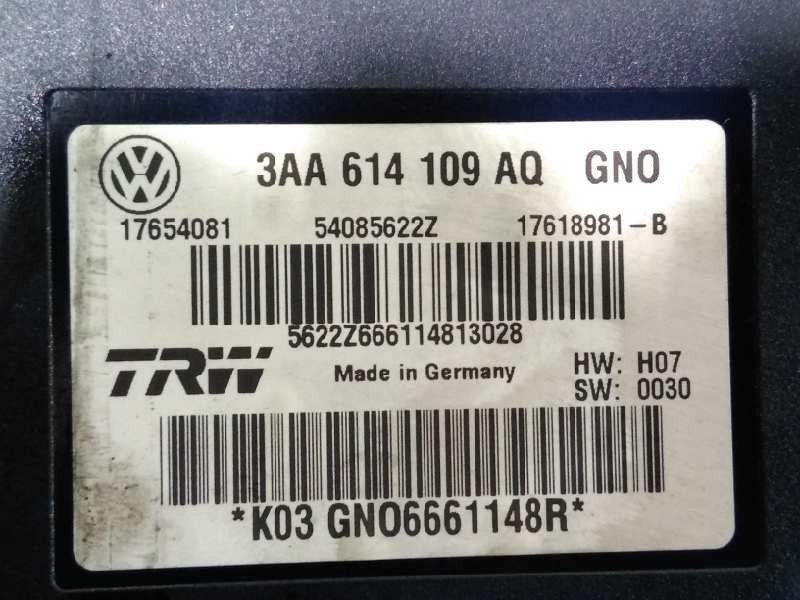 VW 3AA 614 109 AQ GNO
17654081 54085622Z 17618981-B
5622Z666114813028
TRW Made in Germany HW: H07
SW: 0030
*K03 GNO6661148R*